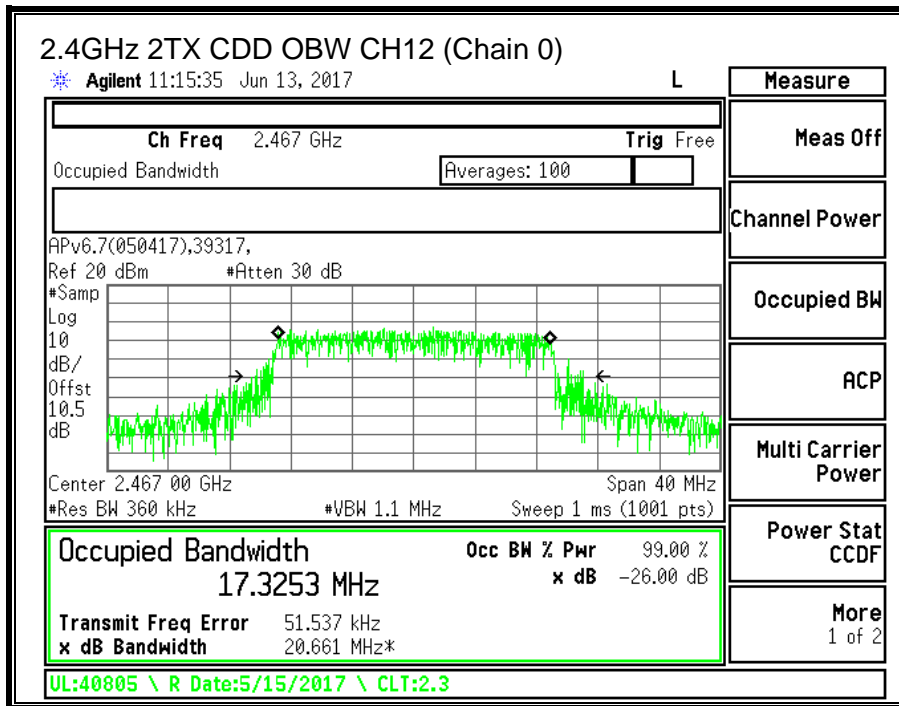 2.4GHz 2TX CDD OBW CH12 (Chain 0)
Agilent 11:15:35 Jun 13, 2017 L
Ch Freq 2.467 GHz Trig Free
Occupied Bandwidth Averages: 100
APv6.7(050417),39317,
Ref 20 dBm #Atten 30 dB
#Samp
Log
10
dB/
Offst
10.5
dB
Center 2.467 00 GHz Span 40 MHz
#Res BW 360 kHz #VBW 1.1 MHz Sweep 1 ms (1001 pts)
Occupied Bandwidth Occ BW % Pwr 99.00 %
17.3253 MHz x dB -26.00 dB
Transmit Freq Error 51.537 kHz
x dB Bandwidth 20.661 MHz*
UL:40805 \ R Date:5/15/2017 \ CLT:2.3
Measure
Meas Off
Channel Power
Occupied BW
ACP
Multi Carrier
Power
Power Stat
CCDF
More
1 of 2